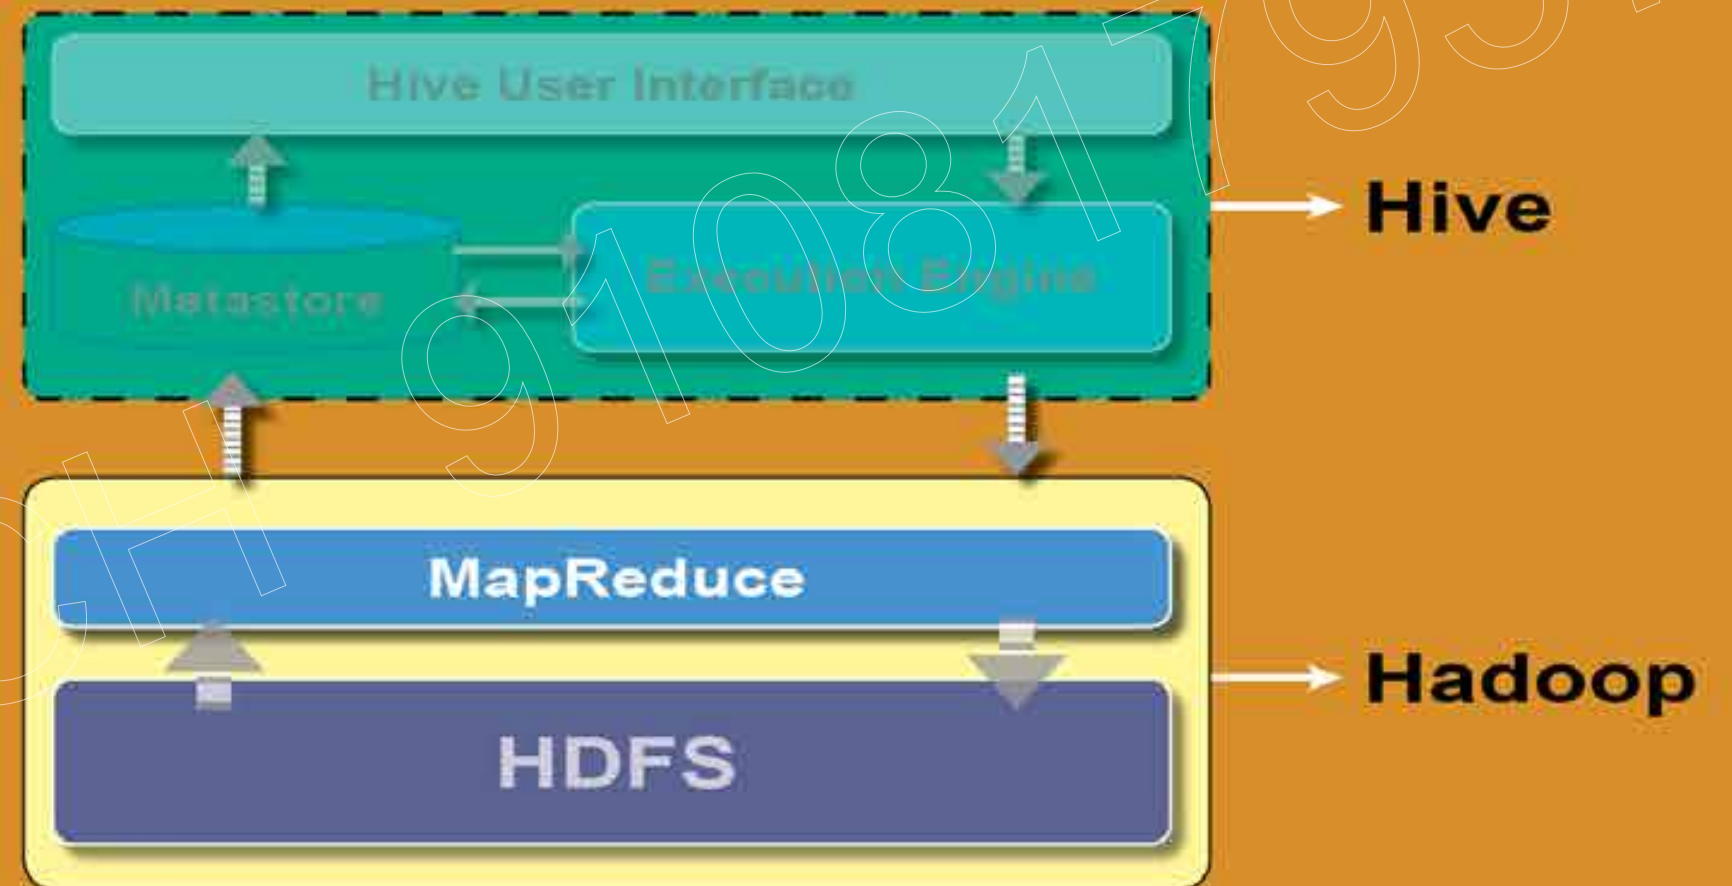 Hive User Interface
Hive
Metastore
Execution Engine
MapReduce
Hadoop
HDFS